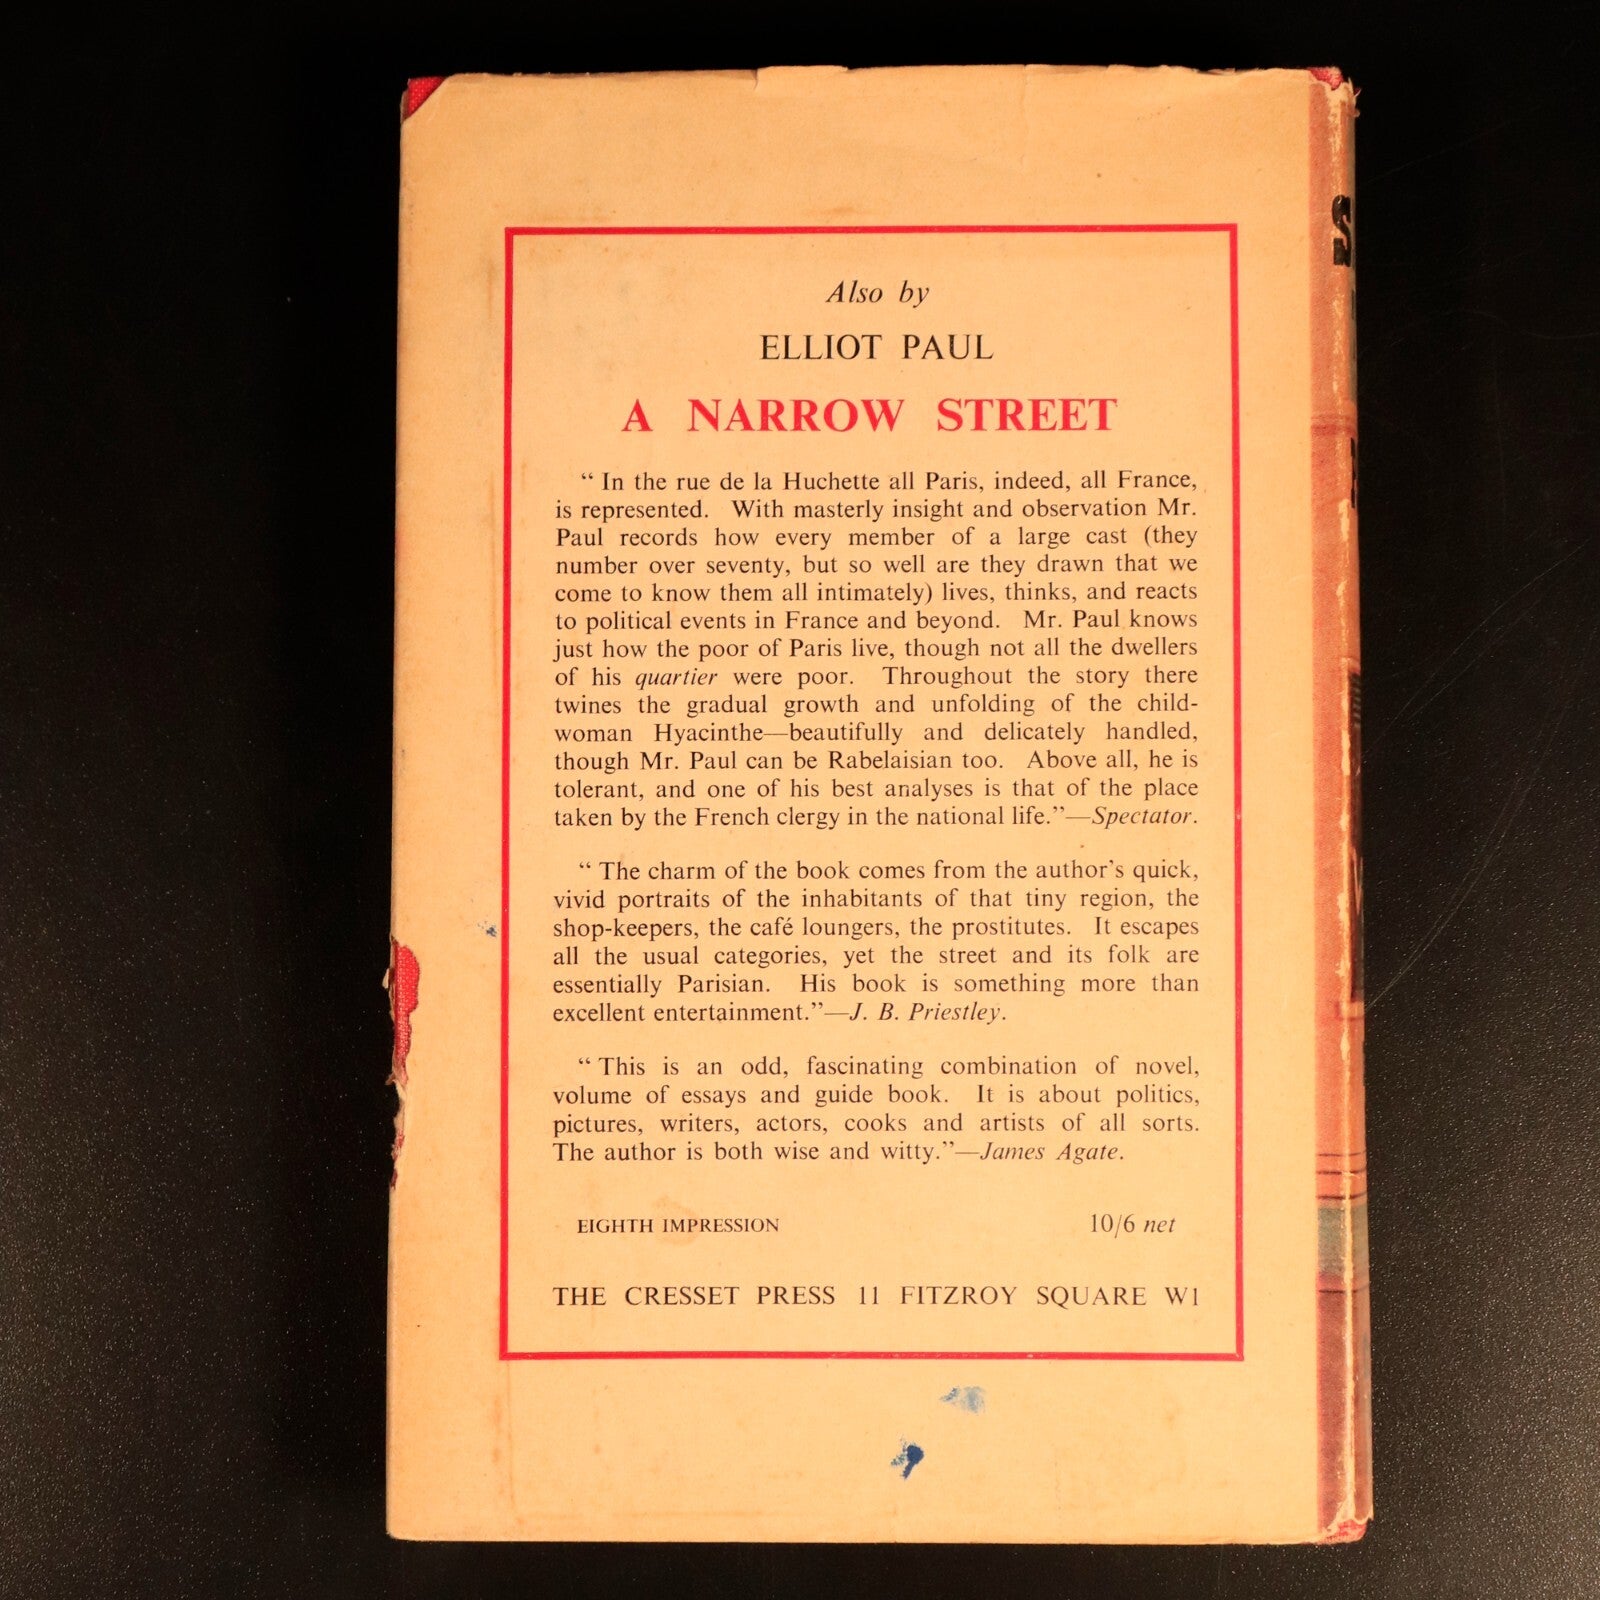 Also by
ELLIOT PAUL
A NARROW STREET
“ In the rue de la Huchette all Paris, indeed, all France,
is represented. With masterly insight and observation Mr.
Paul records how every member of a large cast (they
number over seventy, but so well are they drawn that we
come to know them all intimately) lives, thinks, and reacts
to political events in France and beyond. Mr. Paul knows
just how the poor of Paris live, though not all the dwellers
of his quartier were poor. Throughout the story there
twines the gradual growth and unfolding of the child-
woman Hyacinthe—beautifully and delicately handled,
though Mr. Paul can be Rabelaisian too. Above all, he is
tolerant, and one of his best analyses is that of the place
taken by the French clergy in the national life.”—Spectator.
“ The charm of the book comes from the author's quick,
vivid portraits of the inhabitants of that tiny region, the
shop-keepers, the café loungers, the prostitutes. It escapes
all the usual categories, yet the street and its folk are
essentially Parisian. His book is something more than
excellent entertainment.”—J. B. Priestley.
“ This is an odd, fascinating combination of novel,
volume of essays and guide book. It is about politics,
pictures, writers, actors, cooks and artists of all sorts.
The author is both wise and witty.”—James Agate.
EIGHTH IMPRESSION 10/6 net
THE CRESSET PRESS 11 FITZROY SQUARE W1